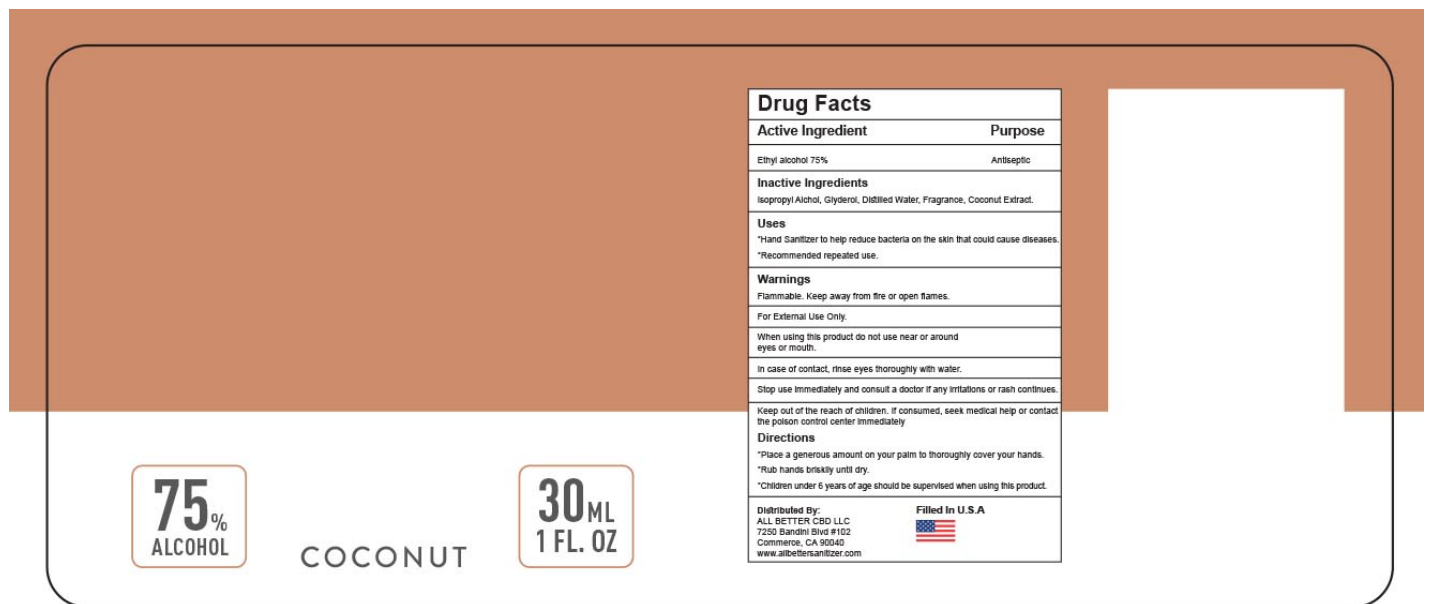 Drug Facts
Active Ingredient Purpose
Ethyl alcohol 75% Antiseptic
Inactive Ingredients
Isopropyl Alchol, Glyderol, Distilled Water, Fragrance, Coconut Extract.
Uses
*Hand Sanitizer to help reduce bacteria on the skin that could cause diseases.
*Recommended repeated use.
Warnings
Flammable. Keep away from fire or open flames.
For External Use Only.
When using this product do not use near or around
eyes or mouth.
In case of contact, rinse eyes thoroughly with water.
Stop use immediately and consult a doctor if any irritations or rash continues.
Keep out of the reach of children. If consumed, seek medical help or contact
the poison control center immediately
Directions
*Place a generous amount on your palm to thoroughly cover your hands.
*Rub hands briskily until dry.
*Children under 6 years of age should be supervised when using this product.
Distributed By:
ALL BETTER CBD LLC
7250 Bandini Blvd #102
Commerce, CA 90040
www.allbettersanitizer.com
Filled In U.S.A
75%
ALCOHOL
COCONUT
30ML
1 FL. OZ